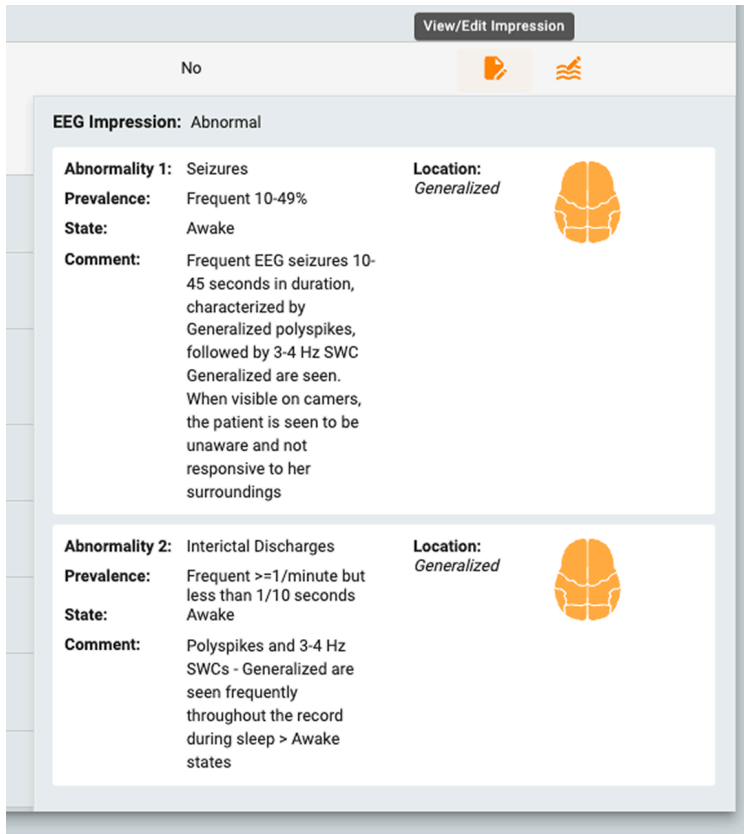 View/Edit Impression
No
EEG Impression: Abnormal
Abnormality 1: Seizures
Location:
Generalized
Prevalence: Frequent 10-49%
State: Awake
Comment: Frequent EEG seizures 10-
45 seconds in duration,
characterized by
Generalized polyspikes,
followed by 3-4 Hz SWC
Generalized are seen.
When visible on camers,
the patient is seen to be
unaware and not
responsive to her
surroundings
Abnormality 2: Interictal Discharges
Location:
Generalized
Prevalence: Frequent >=1/minute but
less than 1/10 seconds
State: Awake
Comment: Polyspikes and 3-4 Hz
SWCs - Generalized are
seen frequently
throughout the record
during sleep > Awake
states